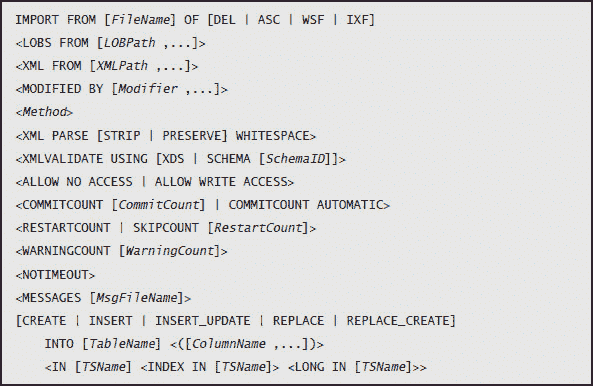 IMPORT FROM [FileName] OF [DEL | ASC | WSF | IXF]
<LOBS FROM [LOBPath ,...]>
<XML FROM [XMLPath ,...]>
<MODIFIED BY [Modifier ,...]>
<Method>
<XML PARSE [STRIP | PRESERVE] WHITESPACE>
<XMLVALIDATE USING [XDS | SCHEMA [SchemaID]]>
<ALLOW NO ACCESS | ALLOW WRITE ACCESS>
<COMMITCOUNT [CommitCount] | COMMITCOUNT AUTOMATIC>
<RESTARTCOUNT | SKIPCOUNT [RestartCount]>
<WARNINGCOUNT [WarningCount]>
<NOTIMEOUT>
<MESSAGES [MsgFileName]>
[CREATE | INSERT | INSERT_UPDATE | REPLACE | REPLACE_CREATE]
INTO [TableName] <([ColumnName ,...])>
<IN [TSName] <INDEX IN [TSName]> <LONG IN [TSName]>>